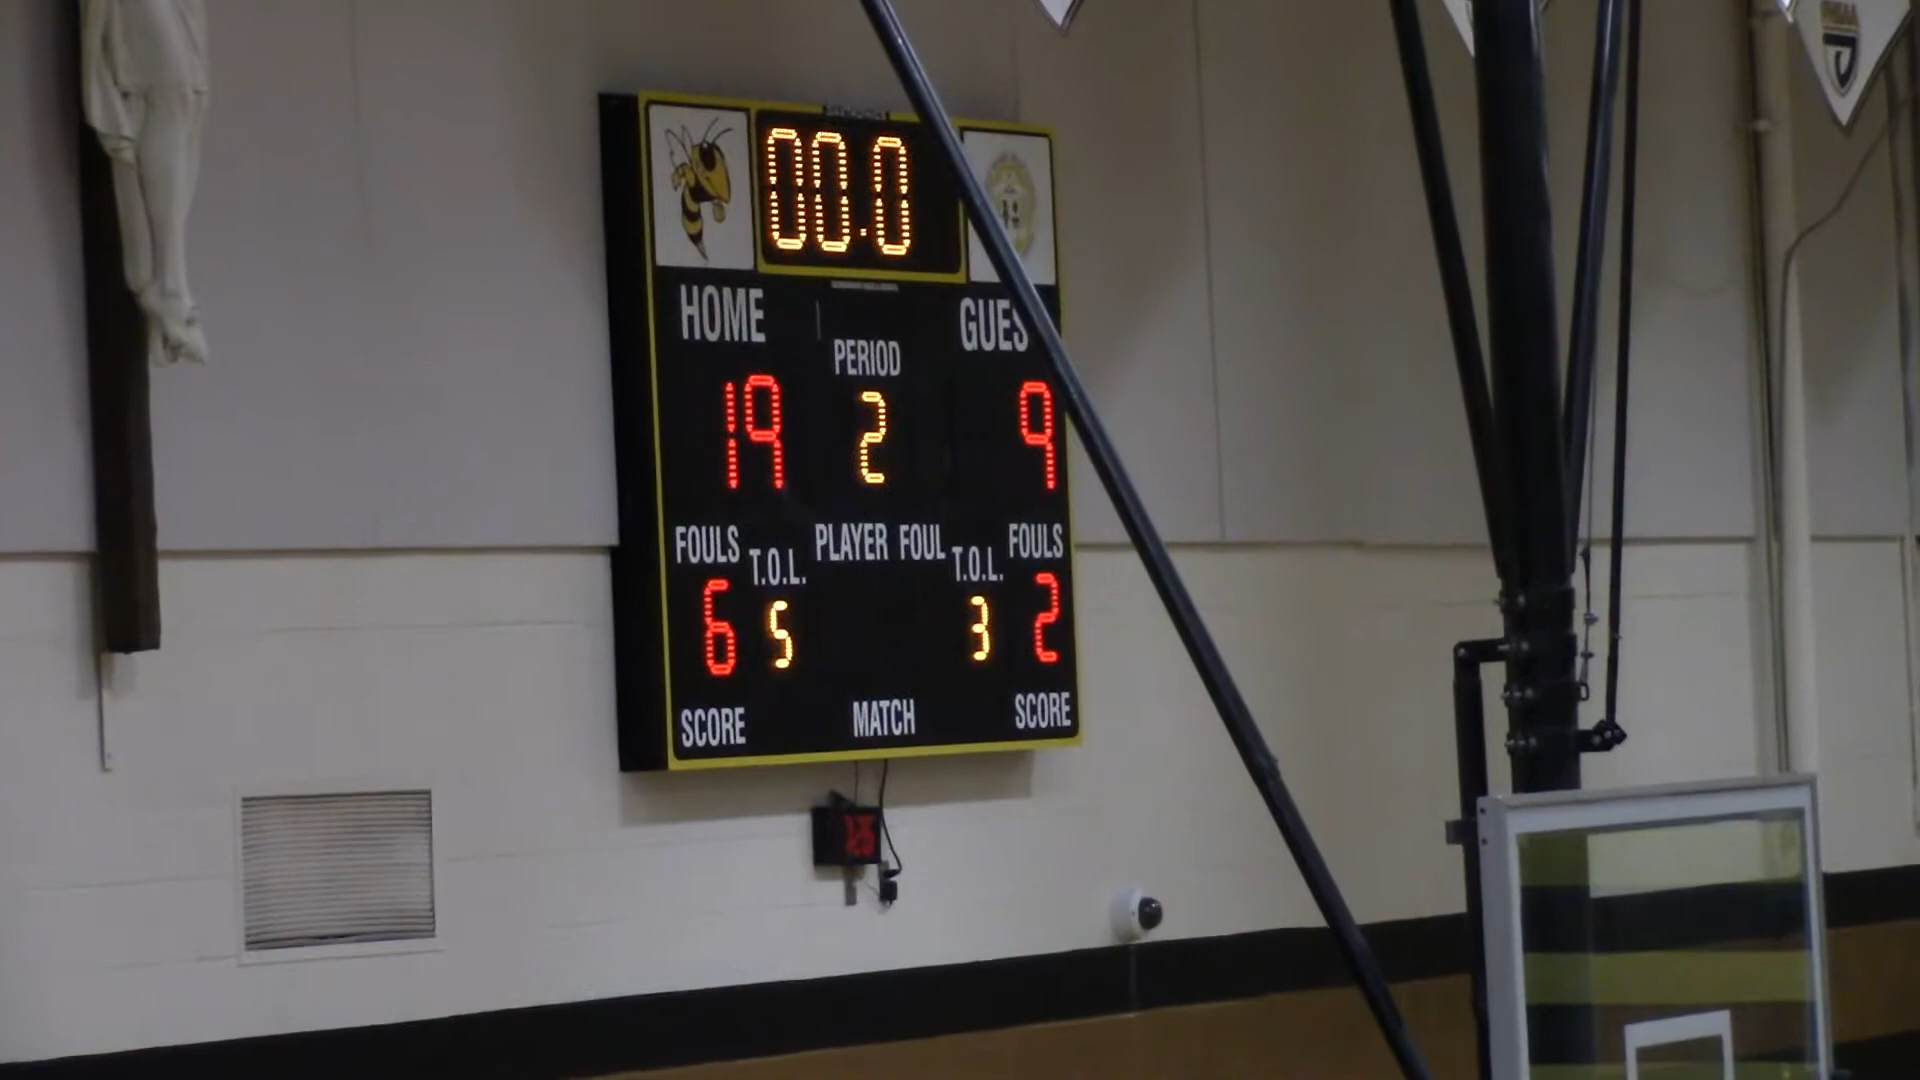 00.0
HOME GUES
PERIOD
19 2 9
FOULS T.O.L. PLAYER FOUL T.O.L. FOULS
6 5 3 2
SCORE MATCH SCORE